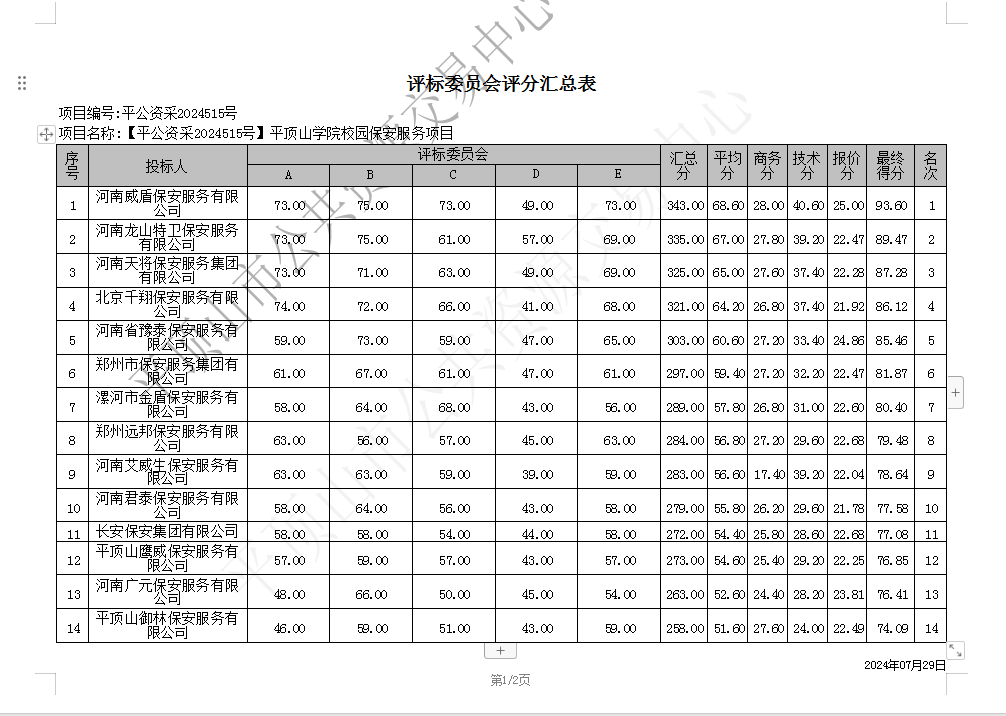 评标委员会评分汇总表
项目编号:平公资采2024515号
项目名称:【平公资采2024515号】平顶山学院校园保安服务项目
序号 投标人 评标委员会 汇总分 平均分 商务分 技术分 报价分 最终得分 名次
A B C D E
1 河南威盾保安服务有限公司 73.00 75.00 73.00 49.00 73.00 343.00 68.60 28.00 40.60 25.00 93.60 1
2 河南龙山特卫保安服务有限公司 73.00 75.00 61.00 57.00 69.00 335.00 67.00 27.80 39.20 22.47 89.47 2
3 河南天将保安服务集团有限公司 73.00 71.00 63.00 49.00 69.00 325.00 65.00 27.60 37.40 22.28 87.28 3
4 北京千翔保安服务有限公司 74.00 72.00 66.00 41.00 68.00 321.00 64.20 26.80 37.40 21.92 86.12 4
5 河南省豫泰保安服务有限公司 59.00 73.00 59.00 47.00 65.00 303.00 60.60 27.20 33.40 24.86 85.46 5
6 郑州市保安服务集团有限公司 61.00 67.00 61.00 47.00 61.00 297.00 59.40 27.20 32.20 22.47 81.87 6
7 漯河市金盾保安服务有限公司 58.00 64.00 68.00 43.00 56.00 289.00 57.80 26.80 31.00 22.60 80.40 7
8 郑州远邦保安服务有限公司 63.00 56.00 57.00 45.00 63.00 284.00 56.80 27.20 29.60 22.68 79.48 8
9 河南艾威生保安服务有限公司 63.00 63.00 59.00 39.00 59.00 283.00 56.60 17.40 39.20 22.04 78.64 9
10 河南君泰保安服务有限公司 58.00 64.00 56.00 43.00 58.00 279.00 55.80 26.20 29.60 21.78 77.58 10
11 长安保安集团有限公司 58.00 58.00 54.00 44.00 58.00 272.00 54.40 25.80 28.60 22.68 77.08 11
12 平顶山鹰威保安服务有限公司 57.00 59.00 57.00 43.00 57.00 273.00 54.60 25.40 29.20 22.25 76.85 12
13 河南广元保安服务有限公司 48.00 66.00 50.00 45.00 54.00 263.00 52.60 24.40 28.20 23.81 76.41 13
14 平顶山御林保安服务有限公司 46.00 59.00 51.00 43.00 59.00 258.00 51.60 27.60 24.00 22.49 74.09 14
2024年07月29日
第1/2页
平顶山市公共资源交易中心
平顶山市公共资源交易中心